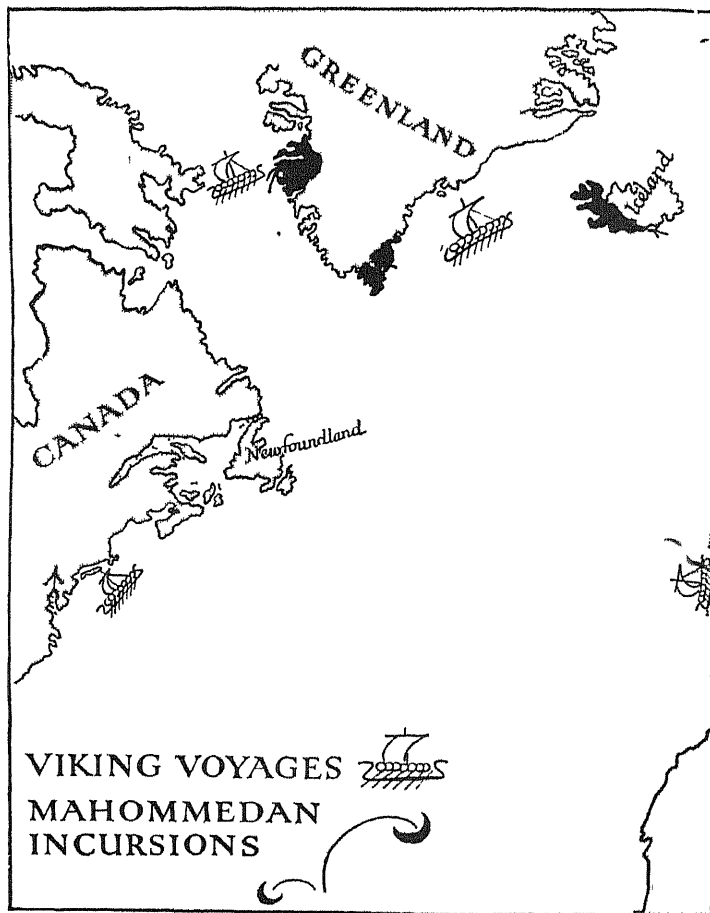 GREENLAND
Iceland
CANADA
Newfoundland
VIKING VOYAGES
MAHOMMEDAN
INCURSIONS